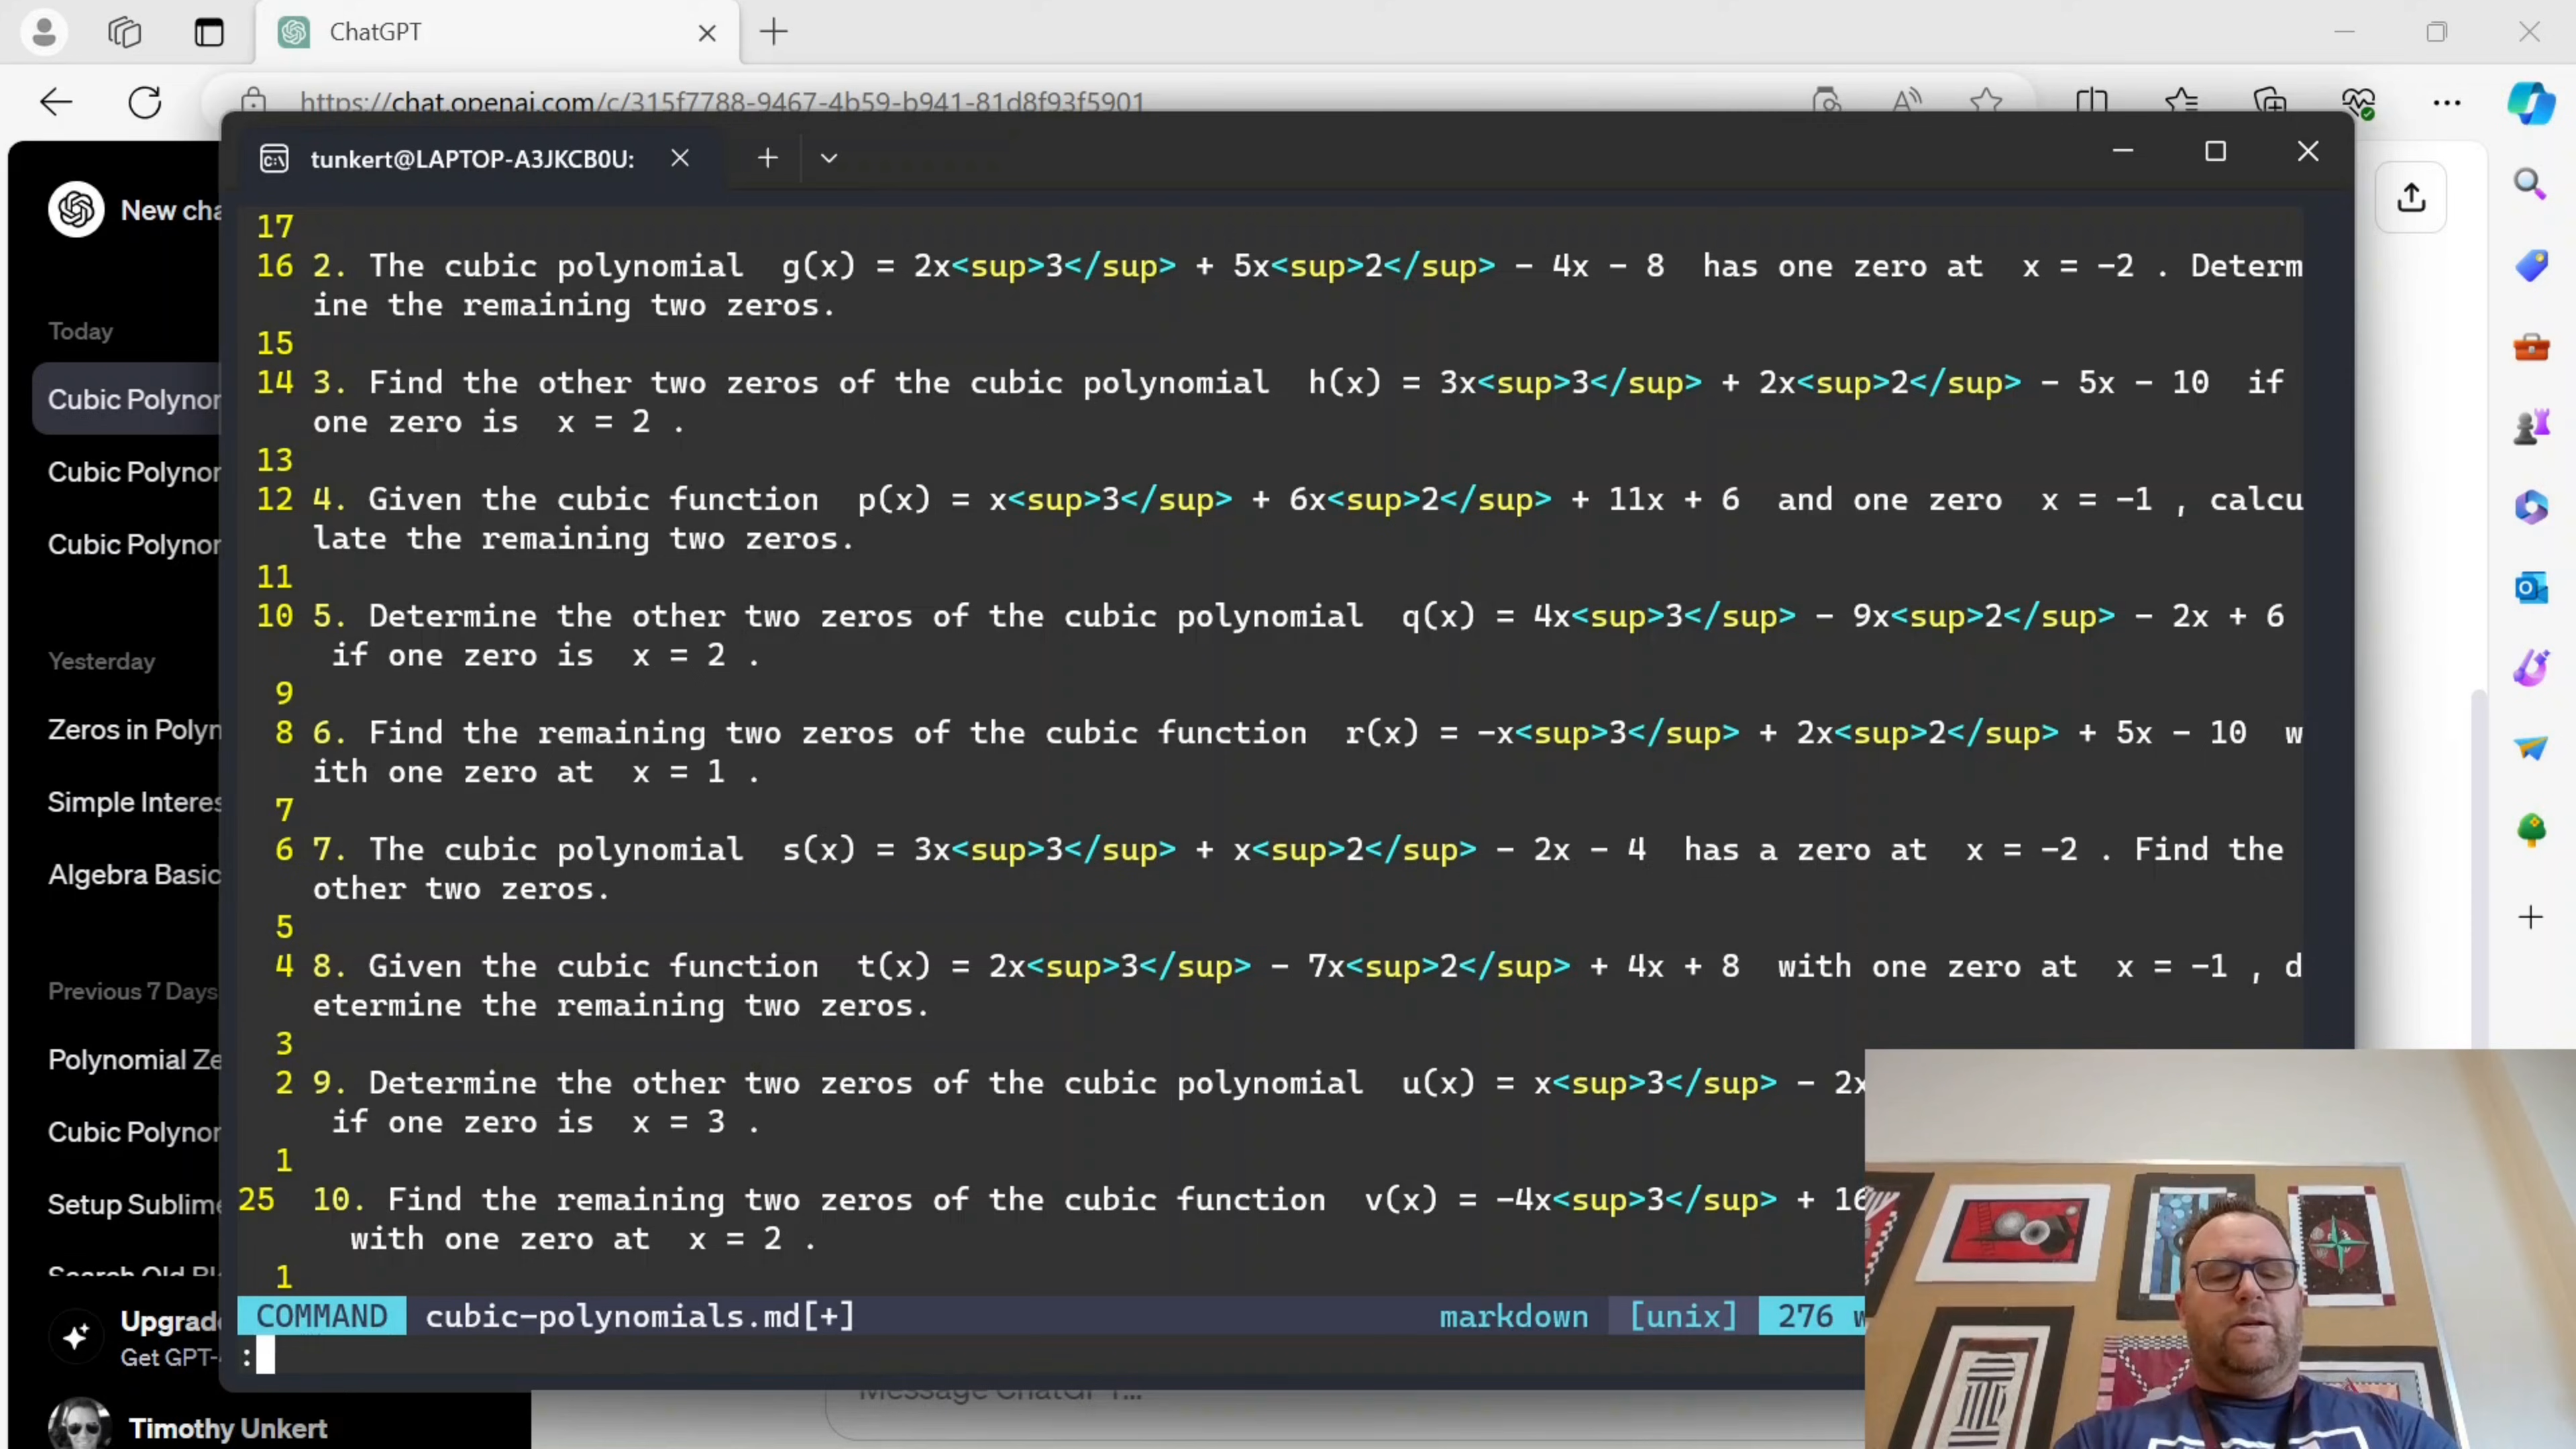 ChatGPT
https://chat.openai.com/c/315f7788-9467-4b59-b941-81d8f93f5901
tunkert@LAPTOP-A3JKCB0U:
New cha
Today
Cubic Polynor
Cubic Polynor
Cubic Polynor
Yesterday
Zeros in Polyn
Simple Interes
Algebra Basic
Previous 7 Days
Polynomial Ze
Cubic Polynor
Setup Sublime
Search Old Bl
Upgrade
Get GPT-
Timothy Unkert
17
16 2. The cubic polynomial  g(x) = 2x<sup>3</sup> + 5x<sup>2</sup> − 4x − 8  has one zero at  x = −2 . Determ
ine the remaining two zeros.
15
14 3. Find the other two zeros of the cubic polynomial  h(x) = 3x<sup>3</sup> + 2x<sup>2</sup> − 5x − 10  if
one zero is  x = 2 .
13
12 4. Given the cubic function  p(x) = x<sup>3</sup> + 6x<sup>2</sup> + 11x + 6  and one zero  x = −1 , calcu
late the remaining two zeros.
11
10 5. Determine the other two zeros of the cubic polynomial  q(x) = 4x<sup>3</sup> − 9x<sup>2</sup> − 2x + 6
if one zero is  x = 2 .
9
8 6. Find the remaining two zeros of the cubic function  r(x) = −x<sup>3</sup> + 2x<sup>2</sup> + 5x − 10  w
ith one zero at  x = 1 .
7
6 7. The cubic polynomial  s(x) = 3x<sup>3</sup> + x<sup>2</sup> − 2x − 4  has a zero at  x = −2 . Find the
other two zeros.
5
4 8. Given the cubic function  t(x) = 2x<sup>3</sup> − 7x<sup>2</sup> + 4x + 8  with one zero at  x = −1 , d
etermine the remaining two zeros.
3
2 9. Determine the other two zeros of the cubic polynomial  u(x) = x<sup>3</sup> − 2x
if one zero is  x = 3 .
1
25 10. Find the remaining two zeros of the cubic function  v(x) = −4x<sup>3</sup> + 16
with one zero at  x = 2 .
1
COMMAND cubic-polynomials.md[+] markdown [unix] 276 w
:
Message ChatGPT...